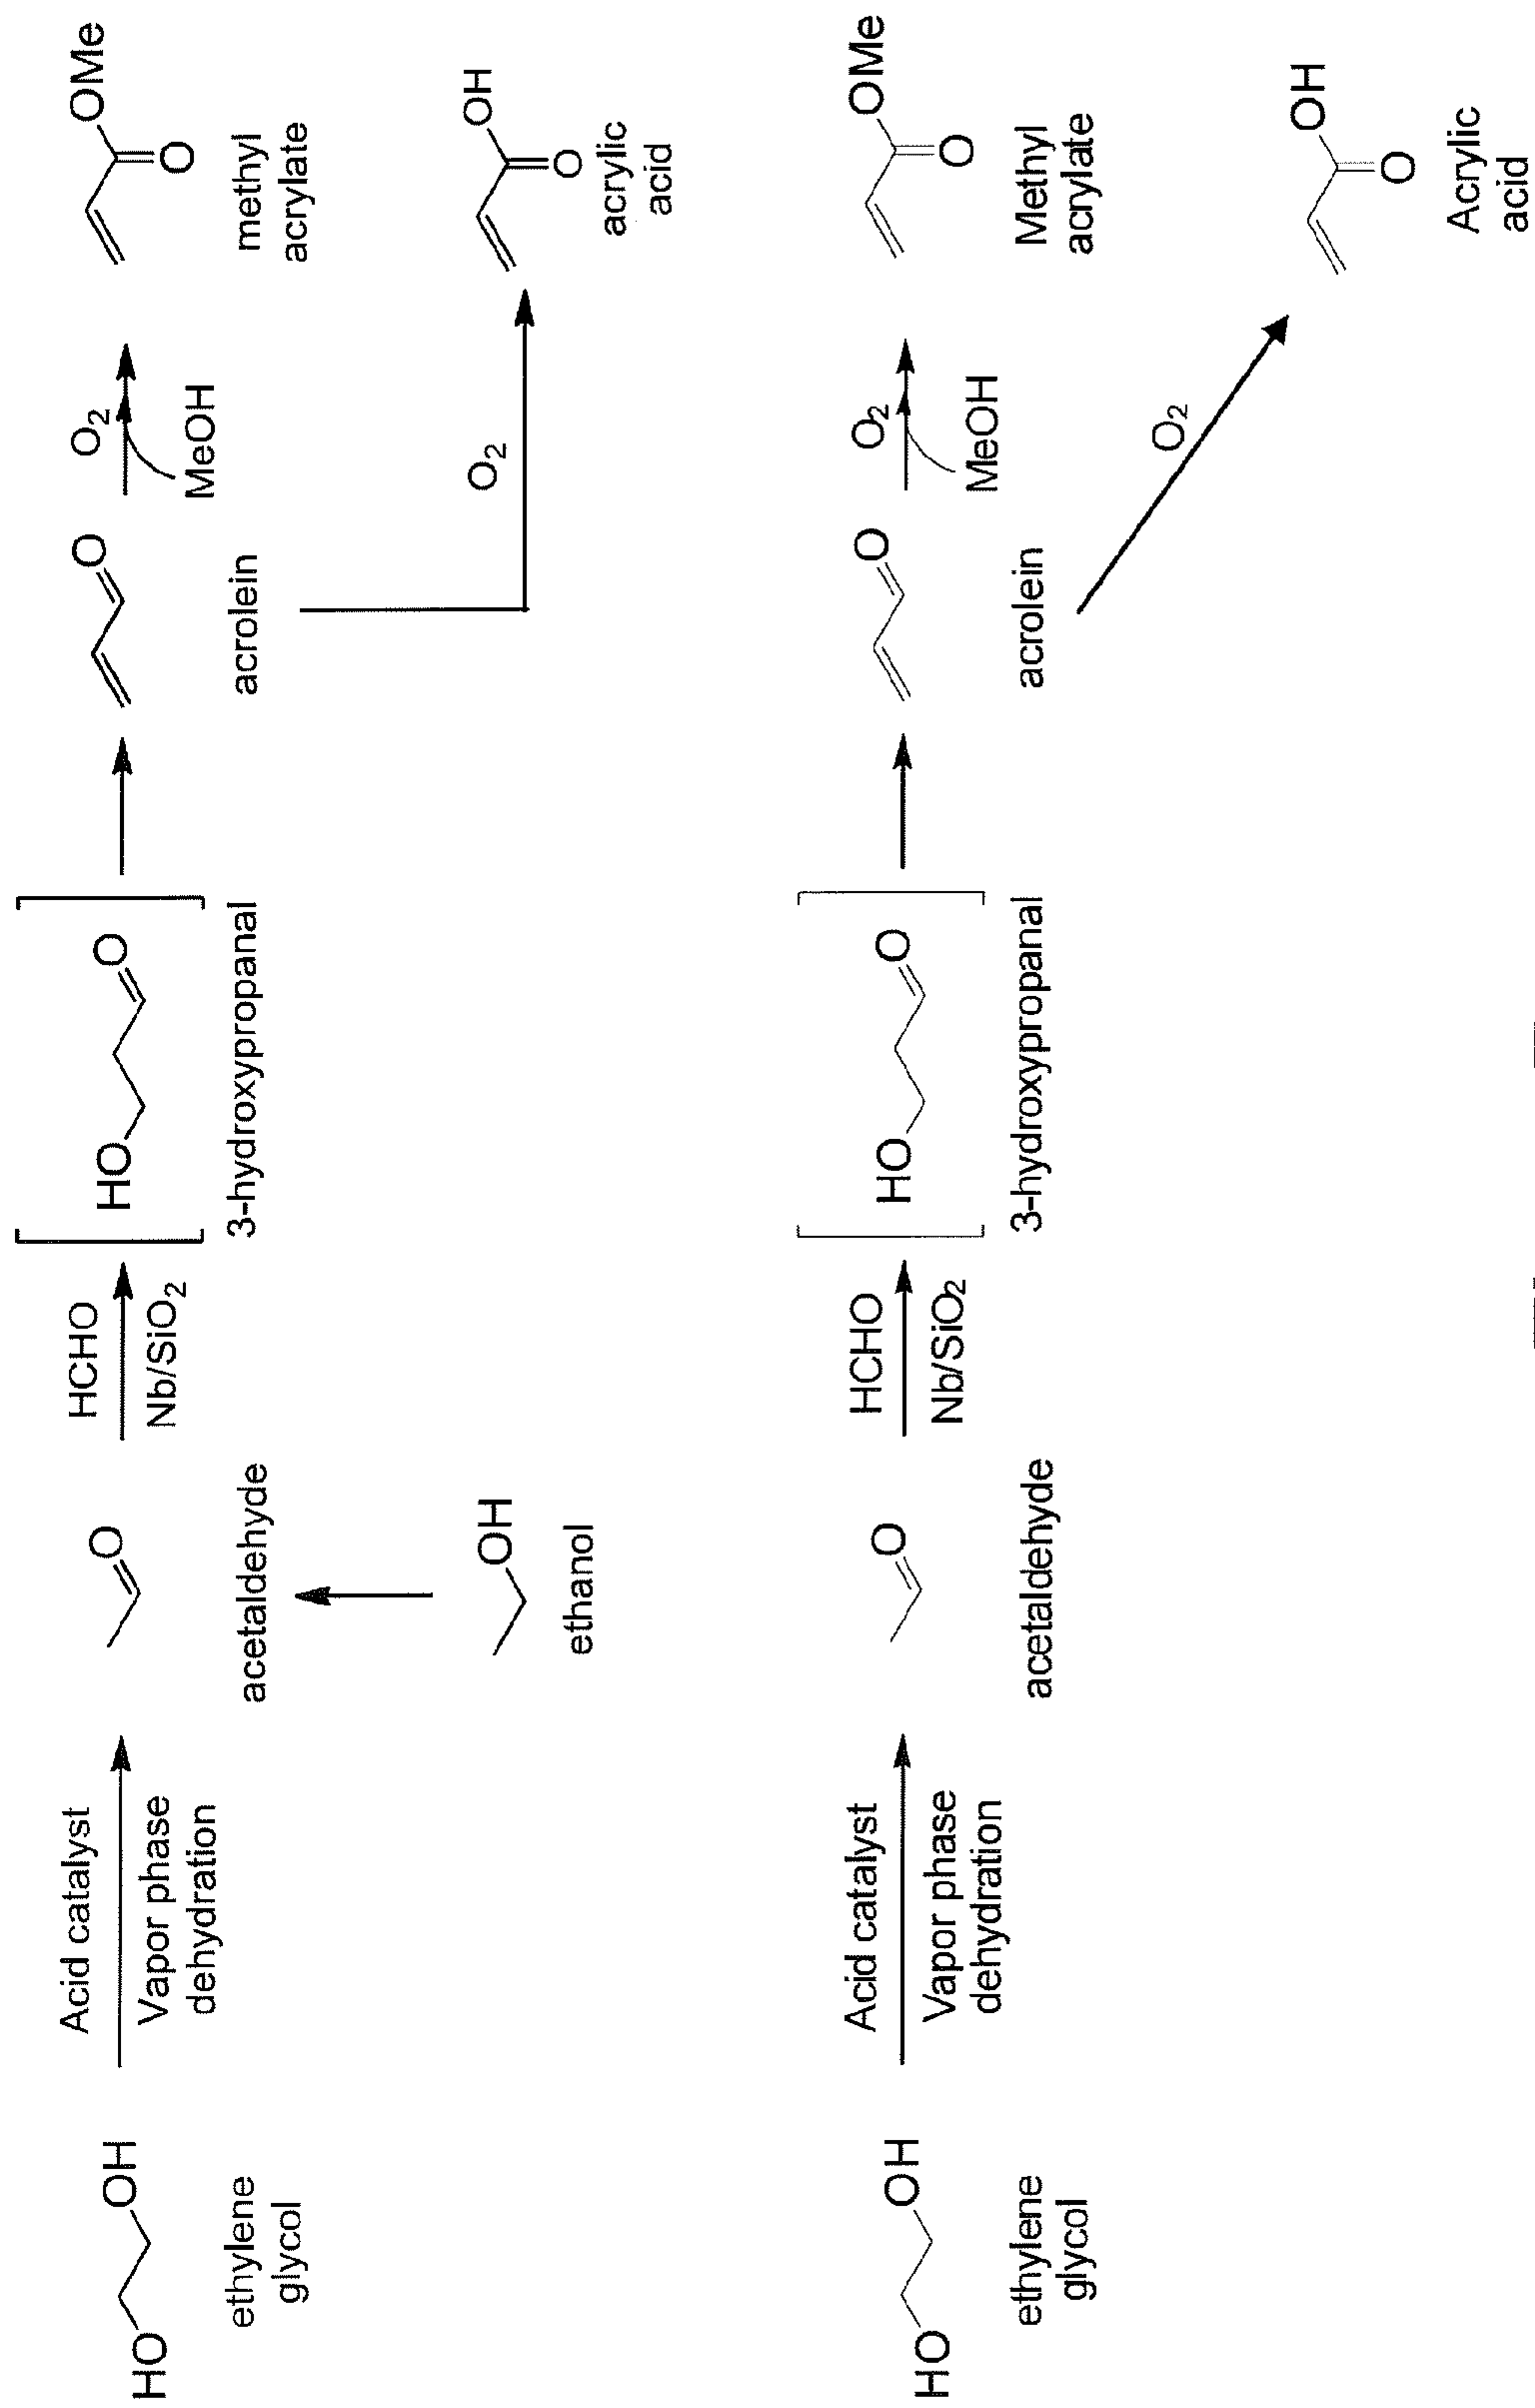 HO
OH
ethylene
glycol
Acid catalyst
Vapor phase
dehydration
O
acetaldehyde
OH
ethanol
HCHO
Nb/SiO2
HO
O
3-hydroxypropanal
O
acrolein
O2
MeOH
OMe
O
methyl
acrylate
O2
OH
O
acrylic
acid
HO
OH
ethylene
glycol
Acid catalyst
Vapor phase
dehydration
O
acetaldehyde
HCHO
Nb/SiO2
HO
O
3-hydroxypropanal
O
acrolein
O2
MeOH
OMe
O
Methyl
acrylate
O2
OH
O
Acrylic
acid